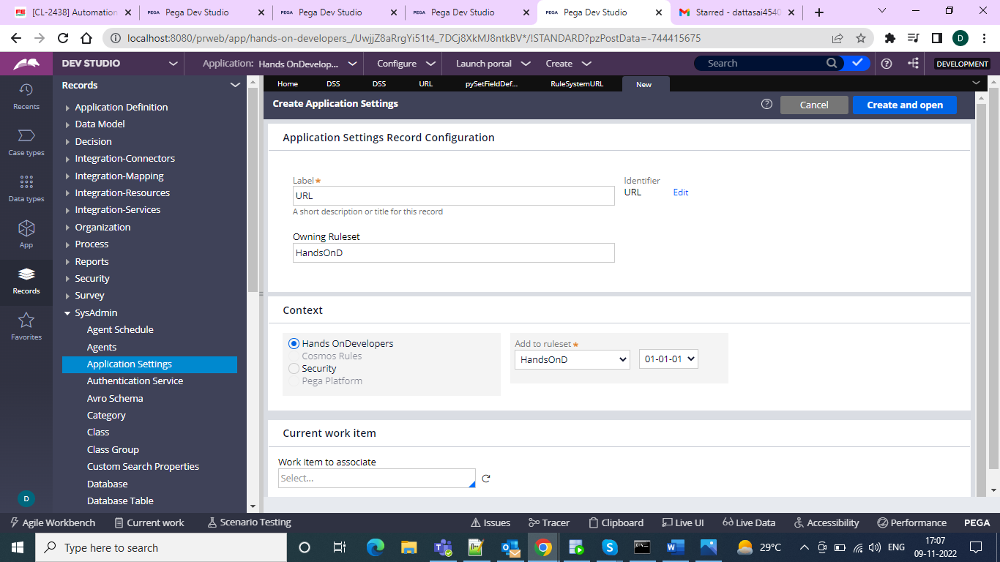 [CL-2438] Automation
Pega Dev Studio
Pega Dev Studio
Pega Dev Studio
Pega Dev Studio
Starred - dattasai4540
localhost:8080/prweb/app/hands-on-developers_/UwjjZ8aRrgYi51t4_7DCj8XkMJ8ntkBV*/!STANDARD?pzPostData=-744415675
D
DEV STUDIO
Application: Hands OnDevelop...
Configure
Launch portal
Create
Search
DEVELOPMENT
Recents
Case types
Data types
App
Records
Favorites
D
Records
Application Definition
Data Model
Decision
Integration-Connectors
Integration-Mapping
Integration-Resources
Integration-Services
Organization
Process
Reports
Security
Survey
SysAdmin
Agent Schedule
Agents
Application Settings
Authentication Service
Avro Schema
Category
Class
Class Group
Custom Search Properties
Database
Database Table
Home
DSS
DSS
URL
pySetFieldDef...
RuleSystemURL
New
Create Application Settings
Cancel
Create and open
Application Settings Record Configuration
Label*
Identifier
URL
URL
Edit
A short description or title for this record
Owning Ruleset
HandsOnD
Context
Hands OnDevelopers
Cosmos Rules
Security
Pega Platform
Add to ruleset*
HandsOnD
01-01-01
Current work item
Work item to associate
Select...
Agile Workbench
Current work
Scenario Testing
Issues
Tracer
Clipboard
Live UI
Live Data
Accessibility
Performance
PEGA
Type here to search
29°C
ENG
17:07
09-11-2022